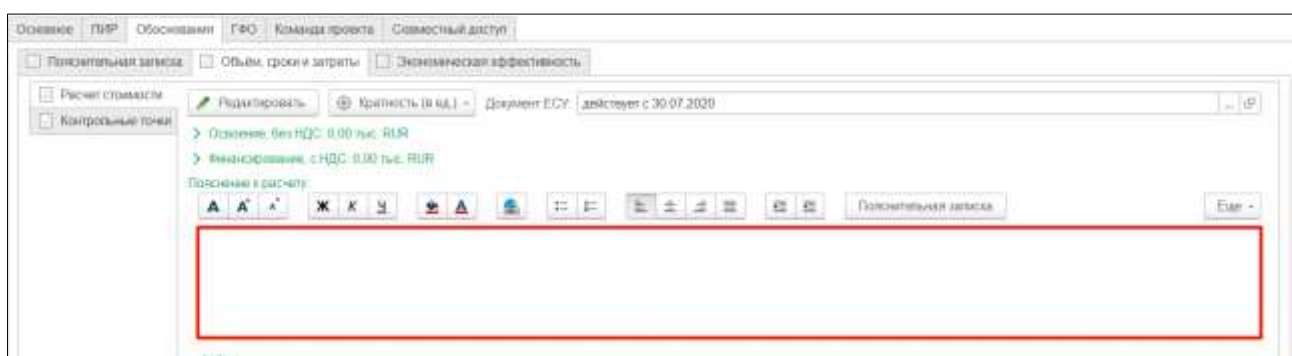 Основное ПИР Обоснования ГФО Команда проекта Совместный доступ
Пояснительная записка Объем, сроки и затраты Экономическая эффективность
Расчет стоимости
Контрольные точки
Редактировать Кратность (в ед.) Документ ЕСУ: действует с 30.07.2020 ...
Освоение, без НДС: 0,00 тыс. RUR
Финансирование, с НДС: 0,00 тыс. RUR
Пояснение к расчету:
A A A Ж К Ч A Пояснительная записка Еще